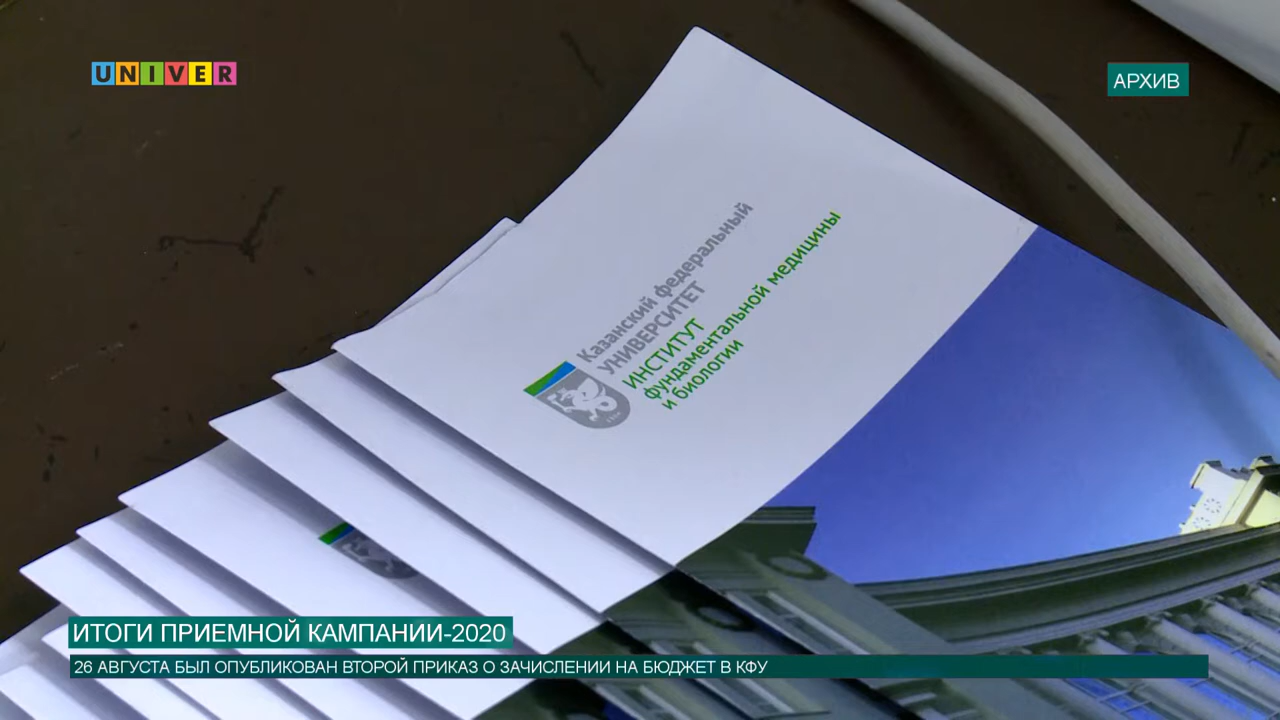 UNIVER
АРХИВ
Казанский федеральный
УНИВЕРСИТЕТ
ИНСТИТУТ
фундаментальной медицины
и биологии
ИТОГИ ПРИЕМНОЙ КАМПАНИИ-2020
26 АВГУСТА БЫЛ ОПУБЛИКОВАН ВТОРОЙ ПРИКАЗ О ЗАЧИСЛЕНИИ НА БЮДЖЕТ В КФУ